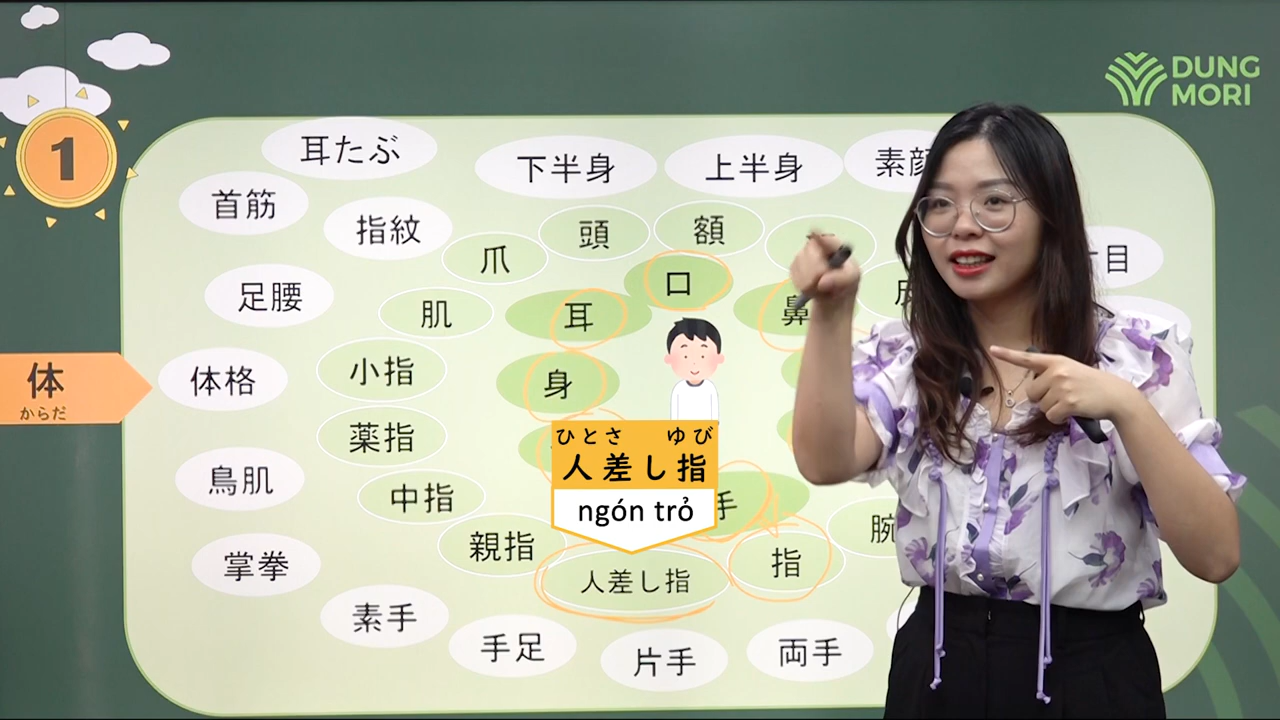 DUNG
MORI
1
耳たぶ
下半身
上半身
素顔
首筋
指紋
頭
額
爪
口
目
足腰
肌
耳
鼻
体
からだ
体格
小指
身
薬指
ひとさ ゆび
人差し指
ngón trỏ
鳥肌
中指
手
親指
腕
掌拳
人差し指
指
素手
手足
片手
両手